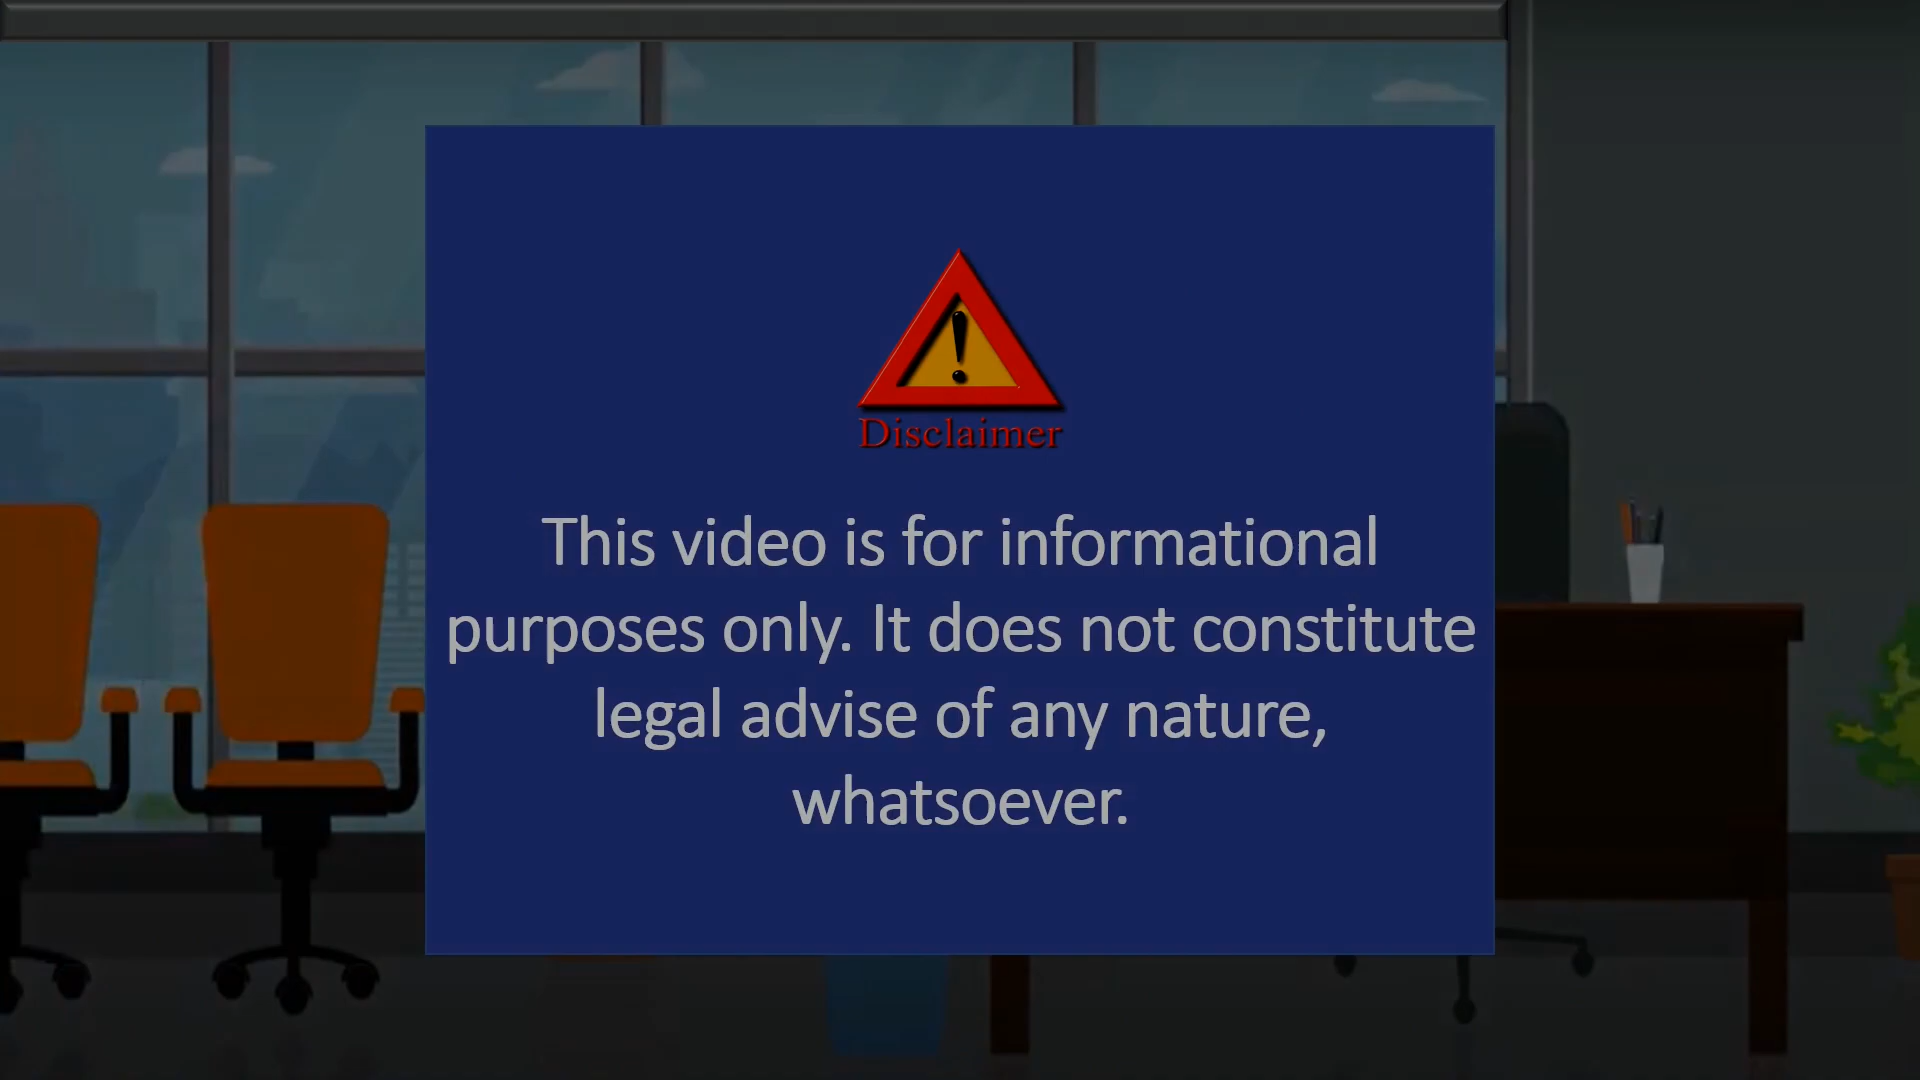 Disclaimer
This video is for informational
purposes only. It does not constitute
legal advise of any nature,
whatsoever.